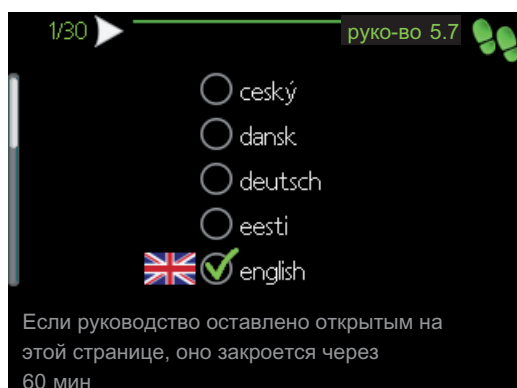 1/30 руко-во 5.7
ceský
dansk
deutsch
eesti
english
Если руководство оставлено открытым на
этой странице, оно закроется через
60 мин